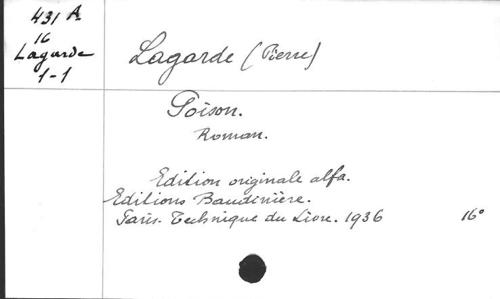 431 A
16
Lagarde
1-1
Lagarde (Pierre)
Poison.
Roman.
Edition originale alfa.
Editions Baudinière.
Paris. Technique du Livre. 1936 16°